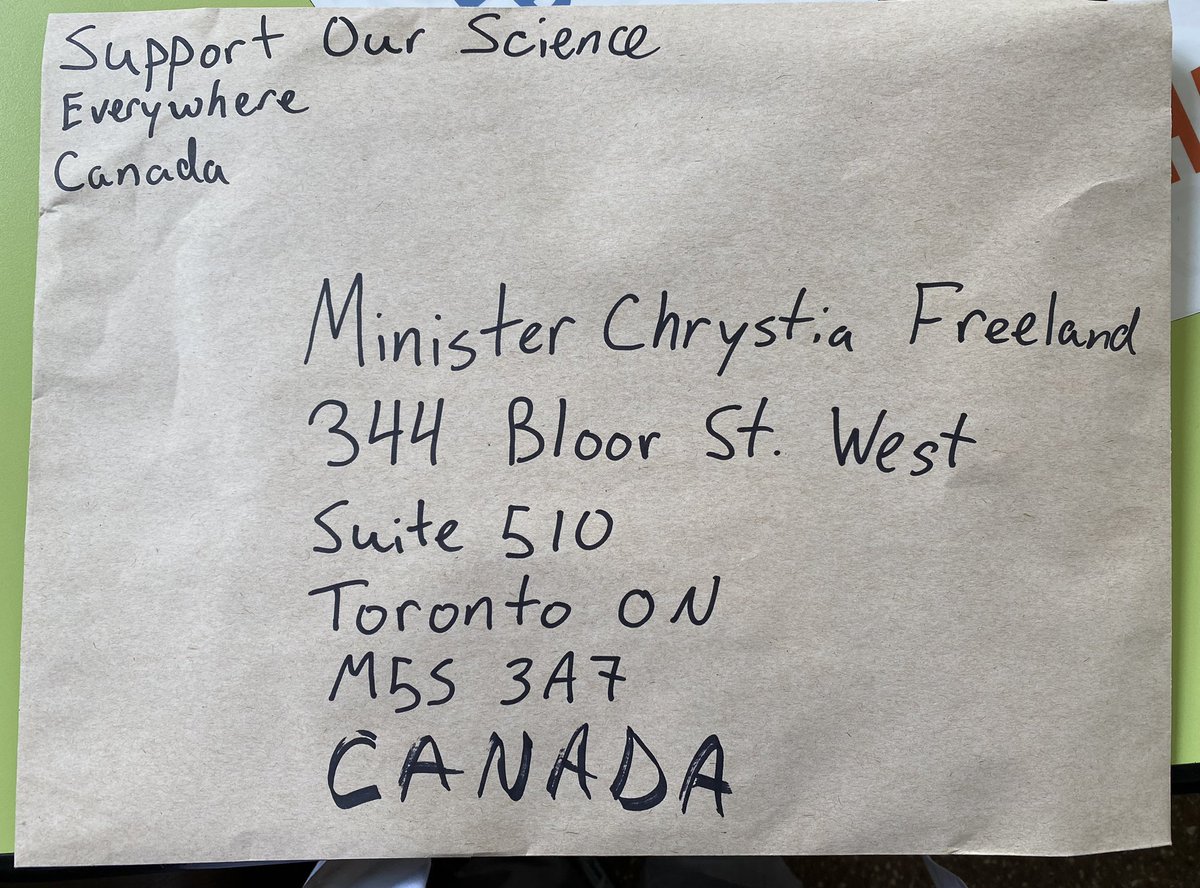 Support Our Science
Everywhere
Canada
Minister Chrystia Freeland
344 Bloor St. West
Suite 510
Toronto ON
M5S 3A7
CANADA